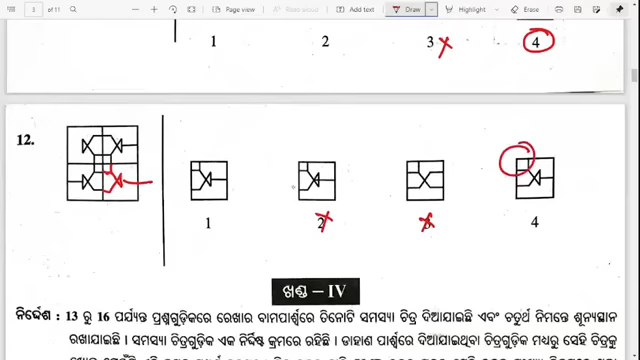 1 of 11 Page view Read aloud Add text Draw Highlight Erase
1 2 3 4
12.
1 2 3 4
ଖଣ୍ଡ – IV
ନିର୍ଦ୍ଦେଶ : 13 ରୁ 16 ପର୍ଯ୍ୟନ୍ତ ପ୍ରଶ୍ନଗୁଡ଼ିକରେ ରେଖାର ବାମପାର୍ଶ୍ୱରେ ତିନୋଟି ସମସ୍ୟା ଚିତ୍ର ଦିଆଯାଇଛି ଏବଂ ଚତୁର୍ଥ ନିମନ୍ତେ ଶୂନ୍ୟସ୍ଥାନ
ରଖାଯାଇଛି । ସମସ୍ୟା ଚିତ୍ରଗୁଡ଼ିକ ଏକ ନିର୍ଦ୍ଦିଷ୍ଟ କ୍ରମରେ ରହିଛି । ଡାହାଣ ପାର୍ଶ୍ୱରେ ଦିଆଯାଇଥିବା ଚିତ୍ରଗୁଡ଼ିକ ମଧ୍ୟରୁ ସେହି ଚିତ୍ରଟିକୁ